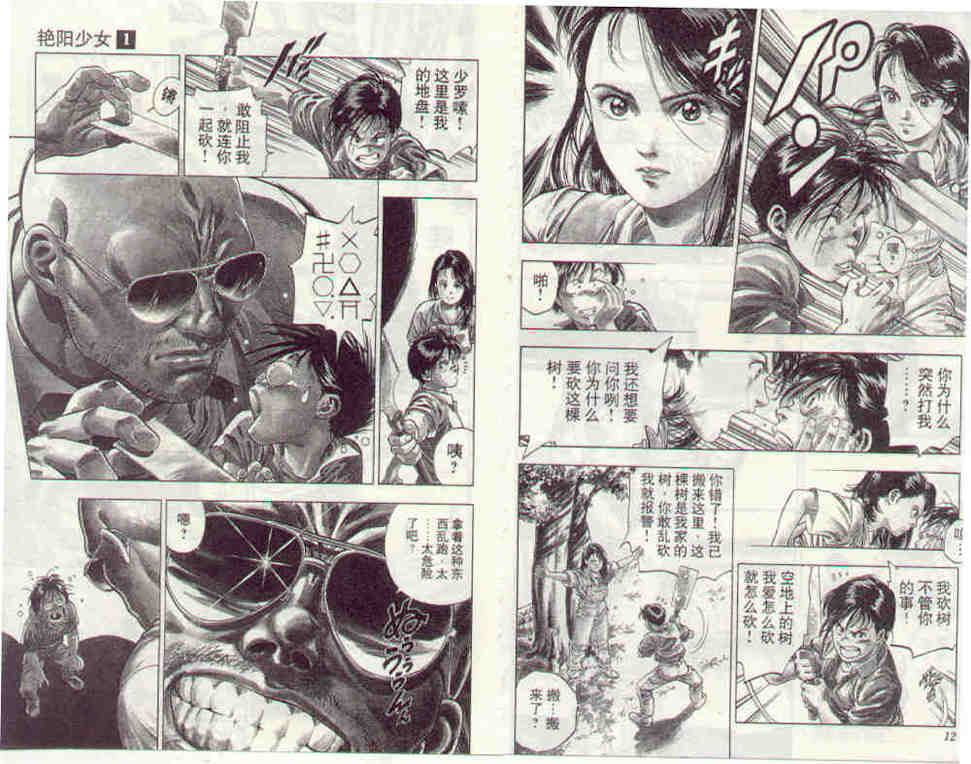 艳阳少女 1
啪!
嗯?
啪!
你为什么
突然打我
……?
我还想要
问你咧!
你为什么
要砍这棵
树!
我砍树
不管你
的事!
空地上的树
我爱怎么砍
就怎么砍!
你错了!我已
搬来这里,这
棵树是我家的
树,你敢乱砍
我就报警!
搬…搬
来了?
12
少罗嗦!
这里是我
的地盘!
敢阻止我
,就连你
一起砍!
咦?
拿着这种东
西乱跑,太
……太危险
了吧?
嗯?